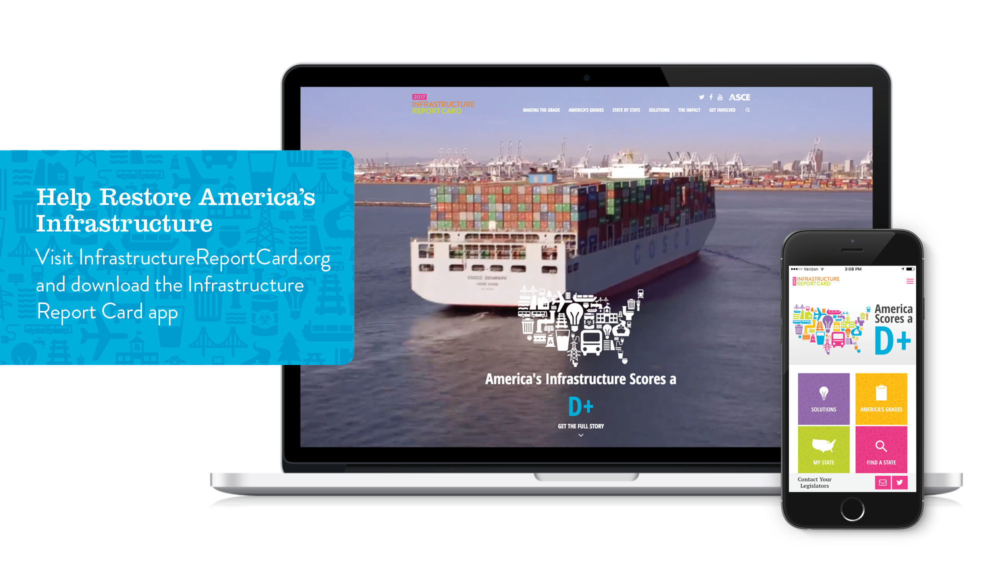 Help Restore America's
Infrastructure
Visit InfrastructureReportCard.org
and download the Infrastructure
Report Card app
2017
INFRASTRUCTURE
REPORT CARD
ASCE
MAKING THE GRADE
AMERICA'S GRADES
STATE BY STATE
SOLUTIONS
THE IMPACT
GET INVOLVED
COSCO
COSCO DENMARK
HONG KONG
America's Infrastructure Scores a
D+
GET THE FULL STORY
Verizon
3:08 PM
2017
INFRASTRUCTURE
REPORT CARD
America
Scores a
D+
SOLUTIONS
AMERICA'S GRADES
MY STATE
FIND A STATE
Contact Your
Legislators